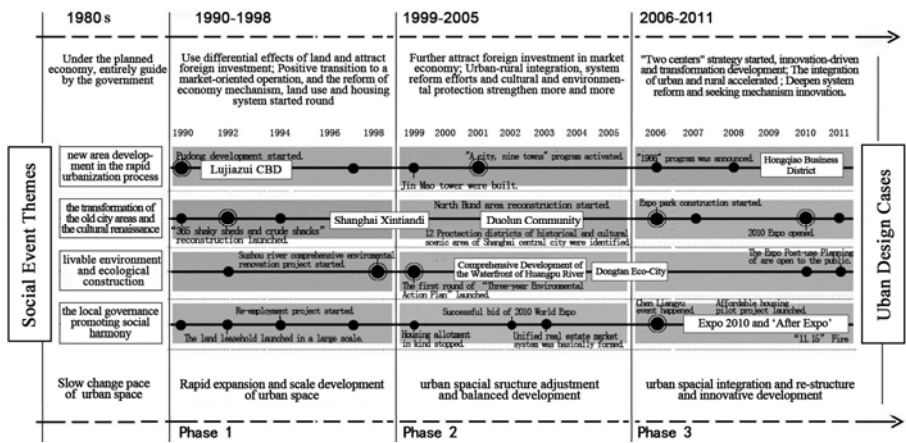 1980s
1990-1998
1999-2005
2006-2011
Under the planned
economy, entirely guide
by the government
Use differential effects of land and attract
foreign investment; Positive transition to a
market-oriented operation, and the reform of
economy mechanism, land use and housing
system started round
Further attract foreign investment in market
economy; Urban-rural integration, system
reform efforts and cultural and environmen-
tal protection strengthen more and more
"Two centers" strategy started, innovation-driven
and transformation development; The integration
of urban and rural accelerated ; Deepen system
reform and seeking mechanism innovation.
1990 1992 1994 1996 1998
1999 2001 2002 2003 2004 2005
2006 2007 2008 2010 2011
Social Event Themes
new area develop-
ment in the rapid
urbanization process
Pudong development started.
Lujiazui CBD
"A city, nine towns" program activated.
Jin Mao tower were built.
"1966" program was announced.
Hongqiao Business
District
the transformation of
the old city areas and
the cultural renaissance
"365 shaky sheds and crude shacks"
reconstruction launched.
Shanghai Xintiandi
North Bund area reconstruction started.
Duolun Community
12 Protection districts of historical and cultural
scenic area of Shanghai central city were identified.
Expo park construction started.
2010 Expo opened
livable environment
and ecological
construction
Suzhou river comprehensive enviromental
renovation project started.
Comprehensive Development of
the Waterfront of Huangpu River
Dongtan Eco-City
The first round of "Three-year Environmental
Action Plan" launched.
The Expo Post-use Planning
of are open to the public.
the local governance
promoting social
harmony
Re-employment project started.
The land leasehold launched in a large scale.
Successful bid of 2010 World Expo
Housing allotment
in kind stopped
Unified real estate market
system was basically formed.
Chen Liangyu
event happened
Affordable housing
pilot project launched.
Expo 2010 and 'After Expo'
"11.15" Fire
Urban Design Cases
Slow change pace
of urban space
Rapid expansion and scale development
of urban space
urban spacial sructure adjustment
and balanced development
urban spacial integration and re-structure
and innovative development
Phase 1
Phase 2
Phase 3